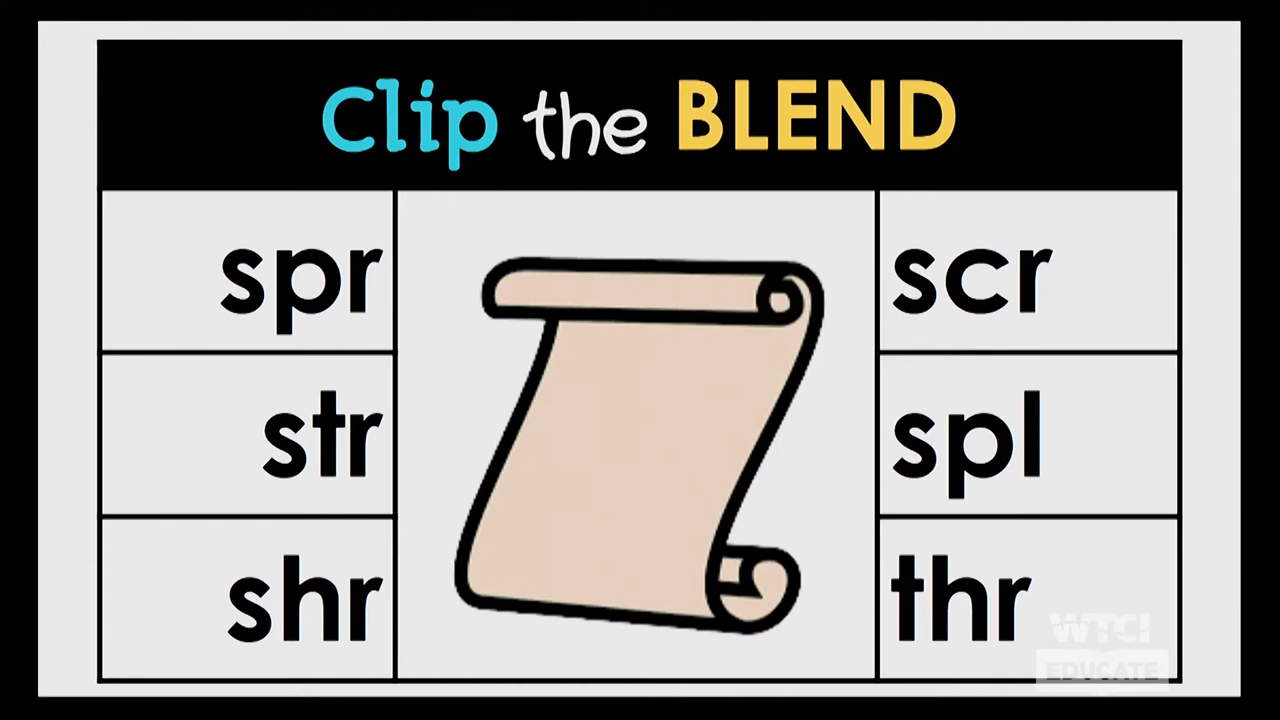 Clip the BLEND
spr
scr
str
spl
shr
thr
WTCI
EDUCATE